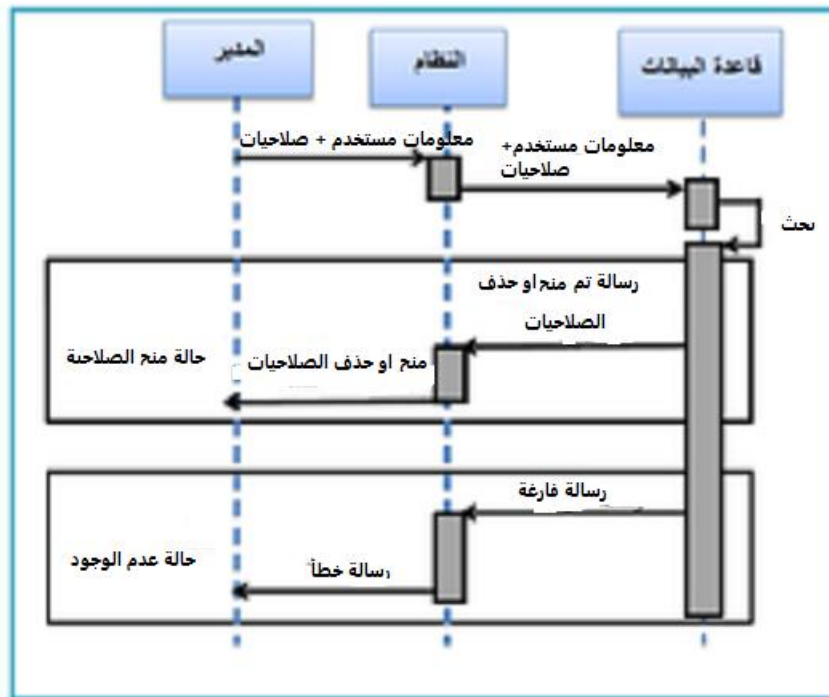 المدير
النظام
قاعدة البيانات
معلومات مستخدم + صلاحيات
معلومات مستخدم+
صلاحيات
بحث
رسالة تم منح او حذف
الصلاحيات
منح او حذف الصلاحيات
حالة منح الصلاحية
رسالة فارغة
حالة عدم الوجود
رسالة خطأ